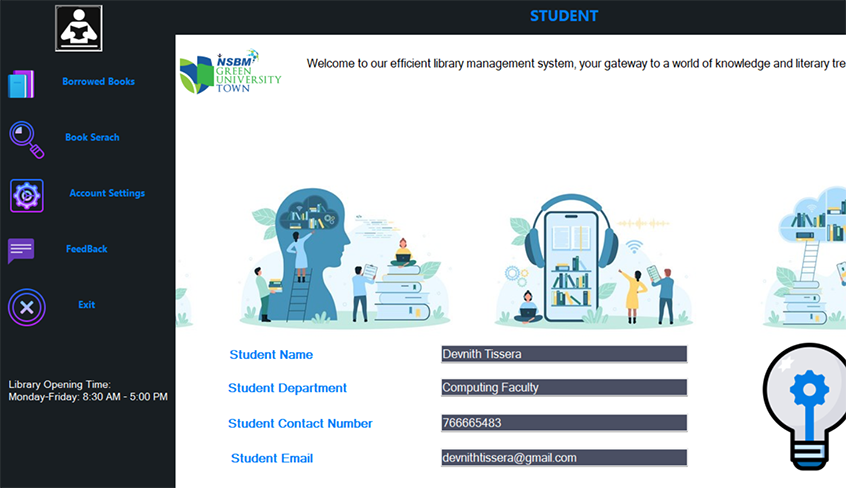 STUDENT
NSBM
GREEN
UNIVERSITY
TOWN
Welcome to our efficient library management system, your gateway to a world of knowledge and literary tre
Borrowed Books
Book Serach
Account Settings
FeedBack
Exit
Library Opening Time:
Monday-Friday: 8:30 AM - 5:00 PM
Student Name
Devnith Tissera
Student Department
Computing Faculty
Student Contact Number
766665483
Student Email
devnithtissera@gmail.com